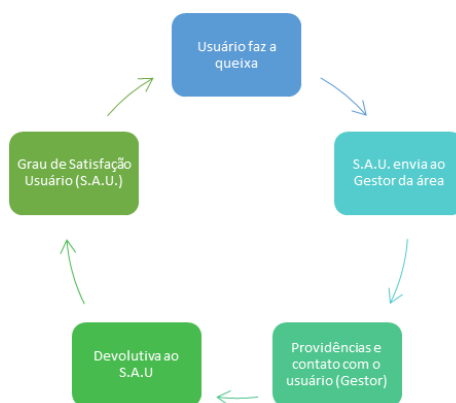 Usuário faz a
queixa
S.A.U. envia ao
Gestor da área
Providências e
contato com o
usuário (Gestor)
Devolutiva ao
S.A.U
Grau de Satisfação
Usuário (S.A.U.)